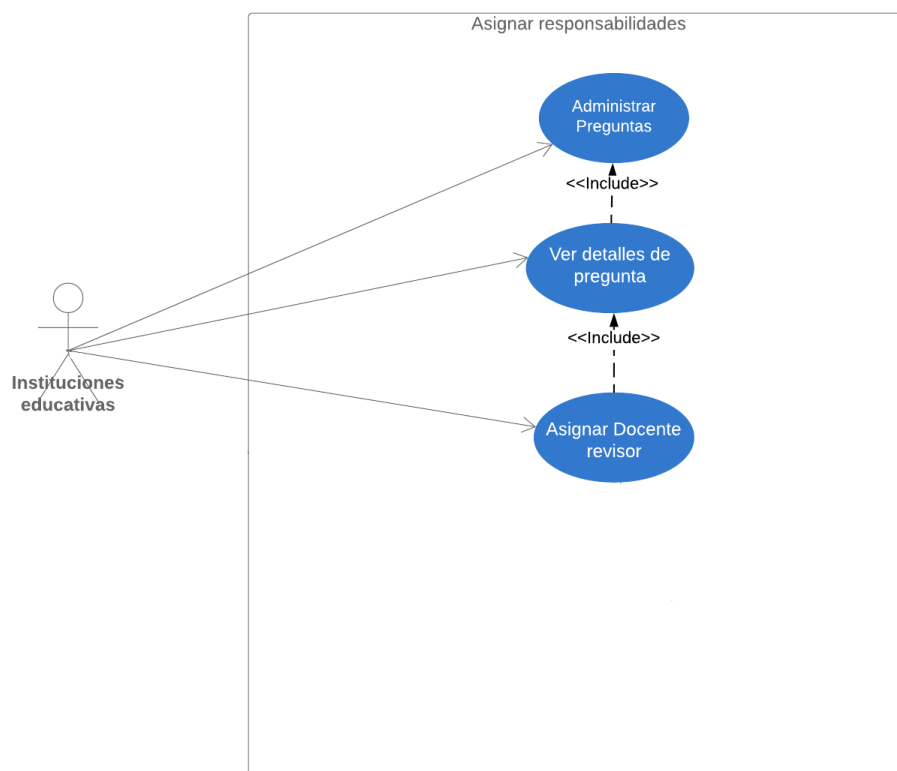 Asignar responsabilidades
Administrar
Preguntas
<<Include>>
Ver detalles de
pregunta
<<Include>>
Instituciones
educativas
Asignar Docente
revisor